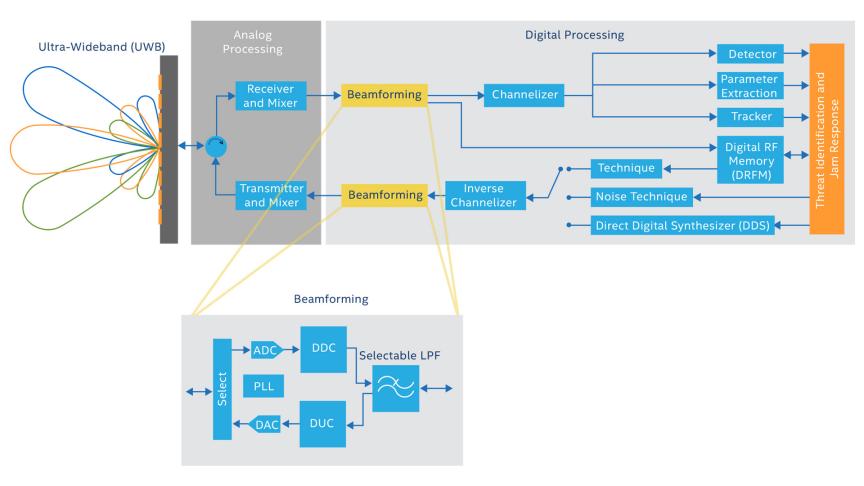 Ultra-Wideband (UWB)
Analog
Processing
Digital Processing
Receiver
and Mixer
Beamforming
Channelizer
Detector
Parameter
Extraction
Tracker
Digital RF
Memory
(DRFM)
Threat Identification and
Jam Response
Transmitter
and Mixer
Beamforming
Inverse
Channelizer
Technique
Noise Technique
Direct Digital Synthesizer (DDS)
Beamforming
Select
ADC
DDC
Selectable LPF
PLL
DAC
DUC